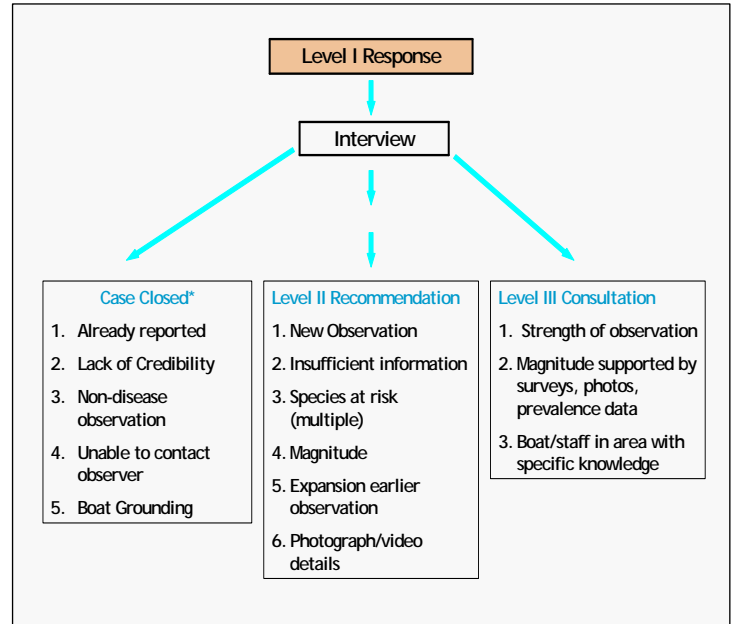 Level I Response
Interview
Case Closed*
1. Already reported
2. Lack of Credibility
3. Non-disease
observation
4. Unable to contact
observer
5. Boat Grounding
Level II Recommendation
1. New Observation
2. Insufficient information
3. Species at risk
(multiple)
4. Magnitude
5. Expansion earlier
observation
6. Photograph/video
details
Level III Consultation
1. Strength of observation
2. Magnitude supported by
surveys, photos,
prevalence data
3. Boat/staff in area with
specific knowledge